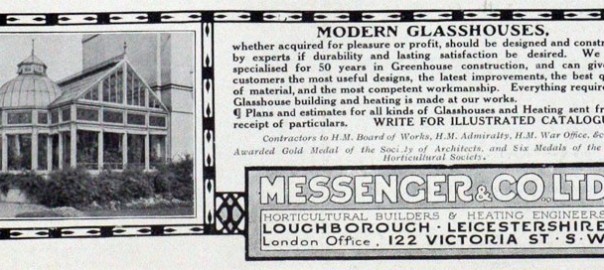 MODERN GLASSHOUSES,
whether acquired for pleasure or profit, should be designed and constr
by experts if durability and lasting satisfaction be desired. We
specialised for 50 years in Greenhouse construction, and can give
customers the most useful designs, the latest improvements, the best q
of material, and the most competent workmanship. Everything require
Glasshouse building and heating is made at our works.
¶ Plans and estimates for all kinds of Glasshouses and Heating sent fr
receipt of particulars. WRITE FOR ILLUSTRATED CATALOGU
Contractors to H.M. Board of Works, H.M. Admiralty, H.M. War Office, &c
Awarded Gold Medal of the Society of Architects, and Six Medals of the
Horticultural Society.
MESSENGER & CO. LTD
HORTICULTURAL BUILDERS & HEATING ENGINEERS
LOUGHBOROUGH · LEICESTERSHIRE
London Office, 122 VICTORIA ST · S · W